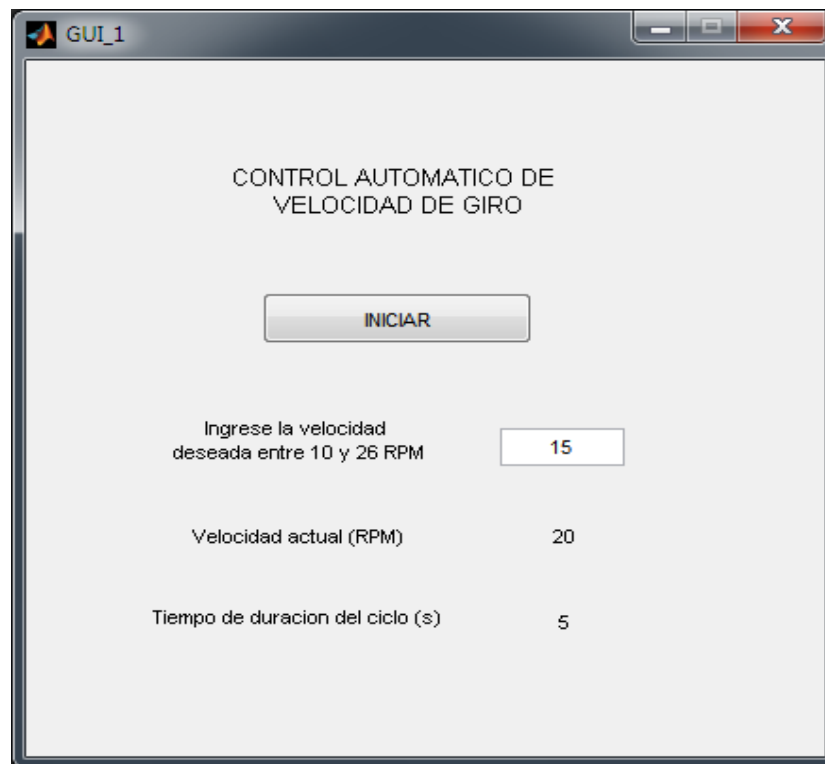 GUI_1
CONTROL AUTOMATICO DE
VELOCIDAD DE GIRO
INICIAR
Ingrese la velocidad
deseada entre 10 y 26 RPM
15
Velocidad actual (RPM)
20
Tiempo de duracion del ciclo (s)
5